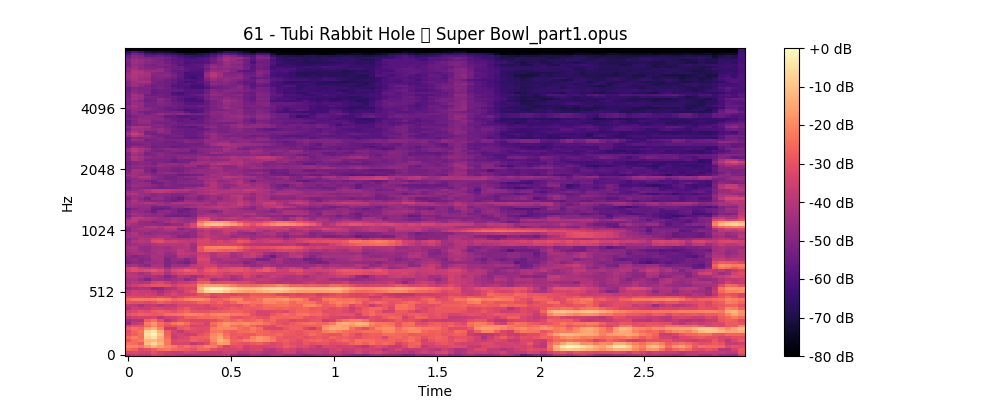 61 - Tubi Rabbit Hole ▯ Super Bowl_part1.opus
+0 dB
-10 dB
-20 dB
-30 dB
-40 dB
-50 dB
-60 dB
-70 dB
-80 dB
4096
2048
1024
512
0
Hz
0
0.5
1
1.5
2
2.5
Time